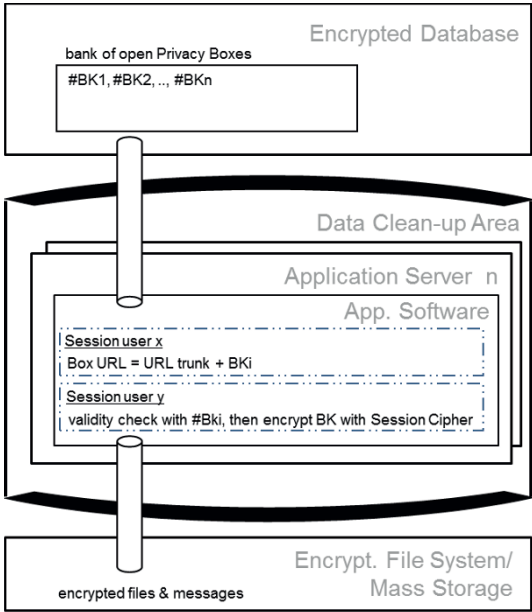 Encrypted Database
bank of open Privacy Boxes
#BK1, #BK2, .., #BKn
Data Clean-up Area
Application Server n
App. Software
Session user x
Box URL = URL trunk + BKi
Session user y
validity check with #Bki, then encrypt BK with Session Cipher
Encrypt. File System/
Mass Storage
encrypted files & messages